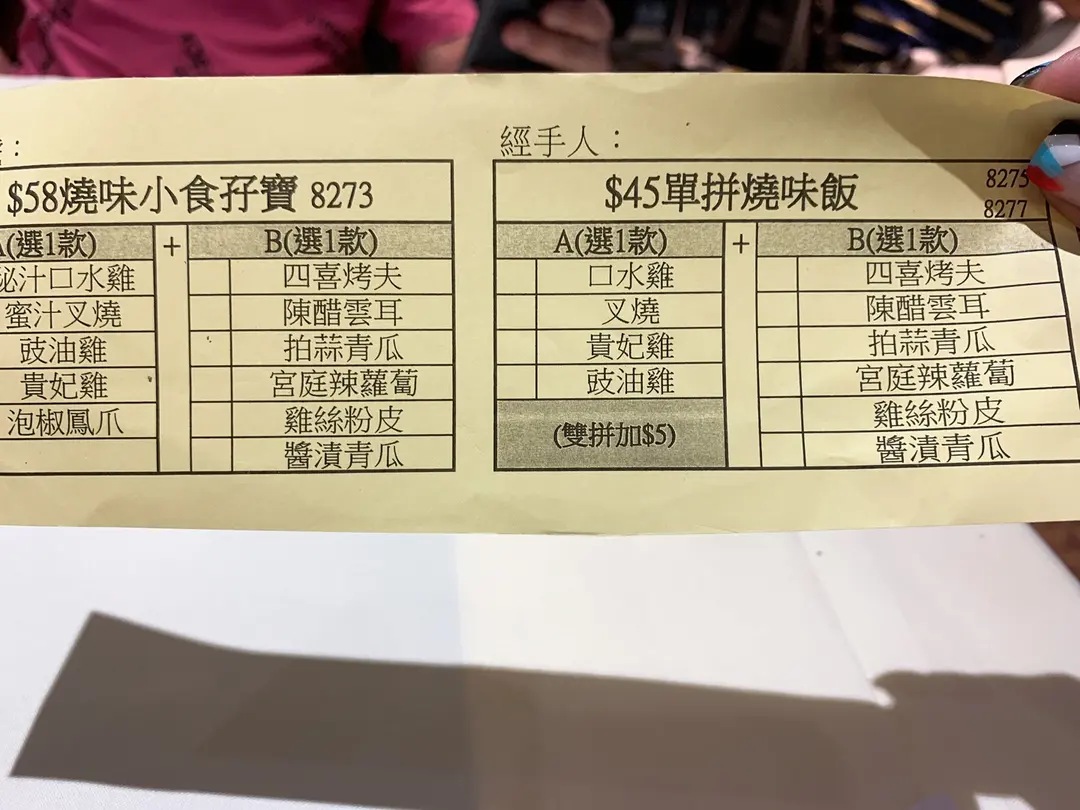 經手人：
$58燒味小食孖寶 8273
A(選1款) + B(選1款)
秘汁口水雞 四喜烤夫
蜜汁叉燒 陳醋雲耳
豉油雞 拍蒜青瓜
貴妃雞 宮庭辣蘿蔔
泡椒鳳爪 雞絲粉皮
醬漬青瓜
$45單拼燒味飯 8275
8277
A(選1款) + B(選1款)
口水雞 四喜烤夫
叉燒 陳醋雲耳
貴妃雞 拍蒜青瓜
豉油雞 宮庭辣蘿蔔
(雙拼加$5) 雞絲粉皮
醬漬青瓜